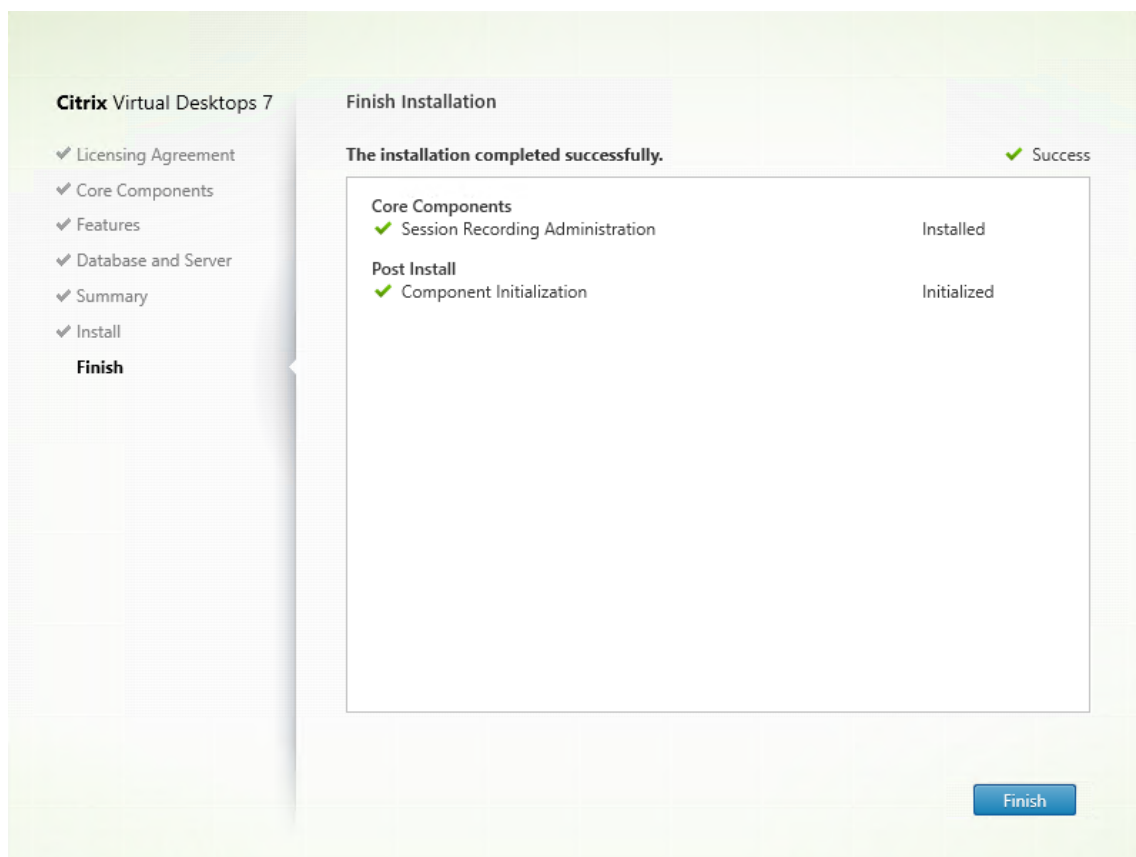 Citrix Virtual Desktops 7
Licensing Agreement
Core Components
Features
Database and Server
Summary
Install
Finish
Finish Installation
The installation completed successfully.
Success
Core Components
Session Recording Administration Installed
Post Install
Component Initialization Initialized
Finish